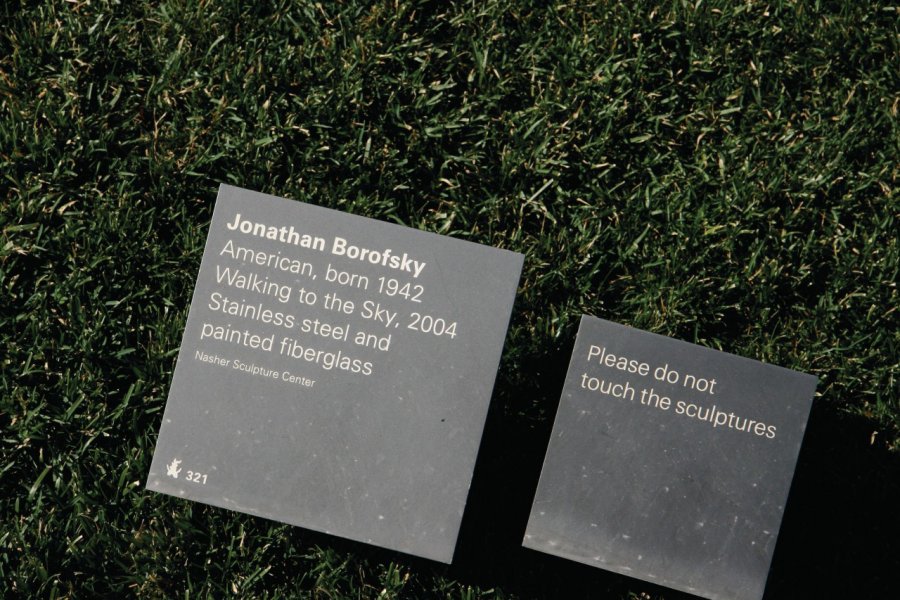 Jonathan Borofsky
American, born 1942
Walking to the Sky, 2004
Stainless steel and
painted fiberglass
Nasher Sculpture Center
321
Please do not
touch the sculptures